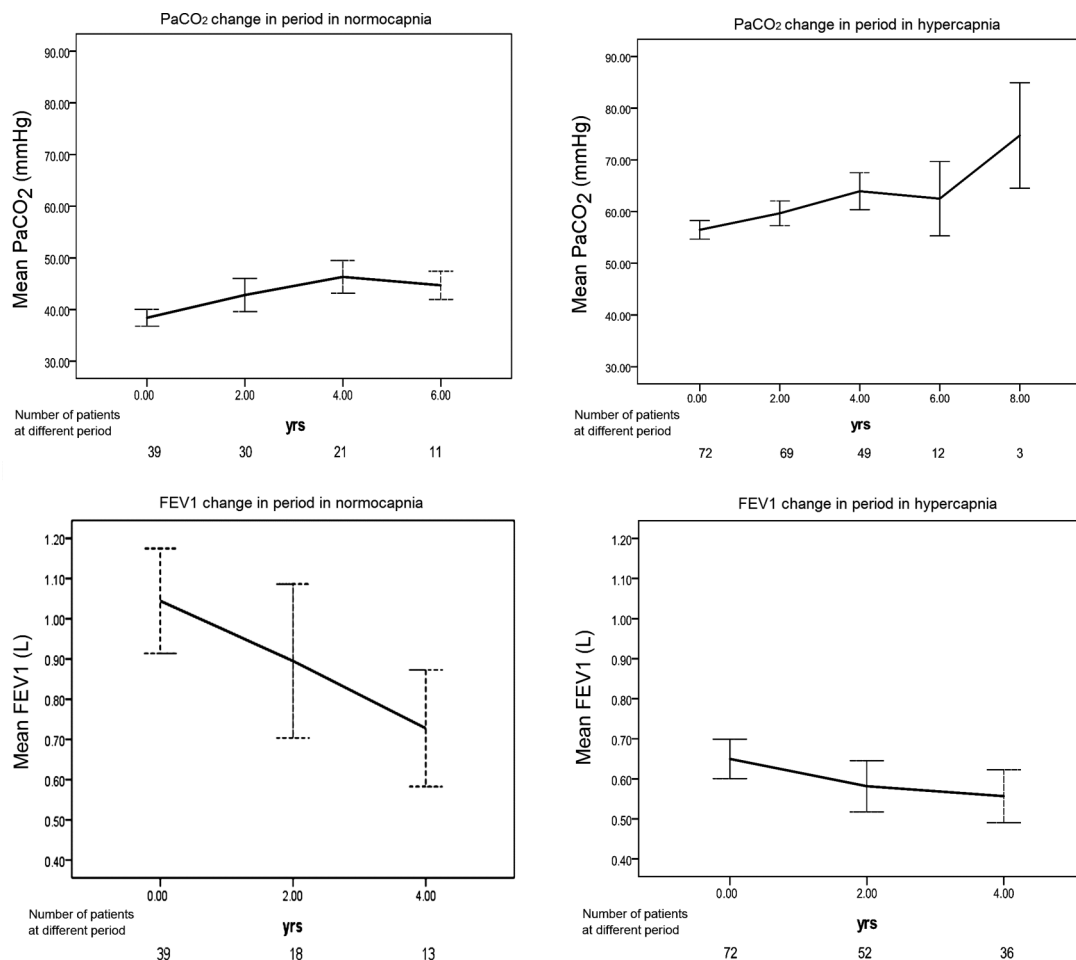 PaCO₂ change in period in normocapnia
Mean PaCO₂ (mmHg)
90.00
80.00
70.00
60.00
50.00
40.00
30.00
0.00 2.00 4.00 6.00
yrs
Number of patients
at different period
39 30 21 11
PaCO₂ change in period in hypercapnia
Mean PaCO₂ (mmHg)
90.00
80.00
70.00
60.00
50.00
40.00
30.00
0.00 2.00 4.00 6.00 8.00
yrs
Number of patients
at different period
72 69 49 12 3
FEV1 change in period in normocapnia
Mean FEV1 (L)
1.20
1.10
1.00
0.90
0.80
0.70
0.60
0.50
0.40
0.00 2.00 4.00
yrs
Number of patients
at different period
39 18 13
FEV1 change in period in hypercapnia
Mean FEV1 (L)
1.20
1.10
1.00
0.90
0.80
0.70
0.60
0.50
0.40
0.00 2.00 4.00
yrs
Number of patients
at different period
72 52 36